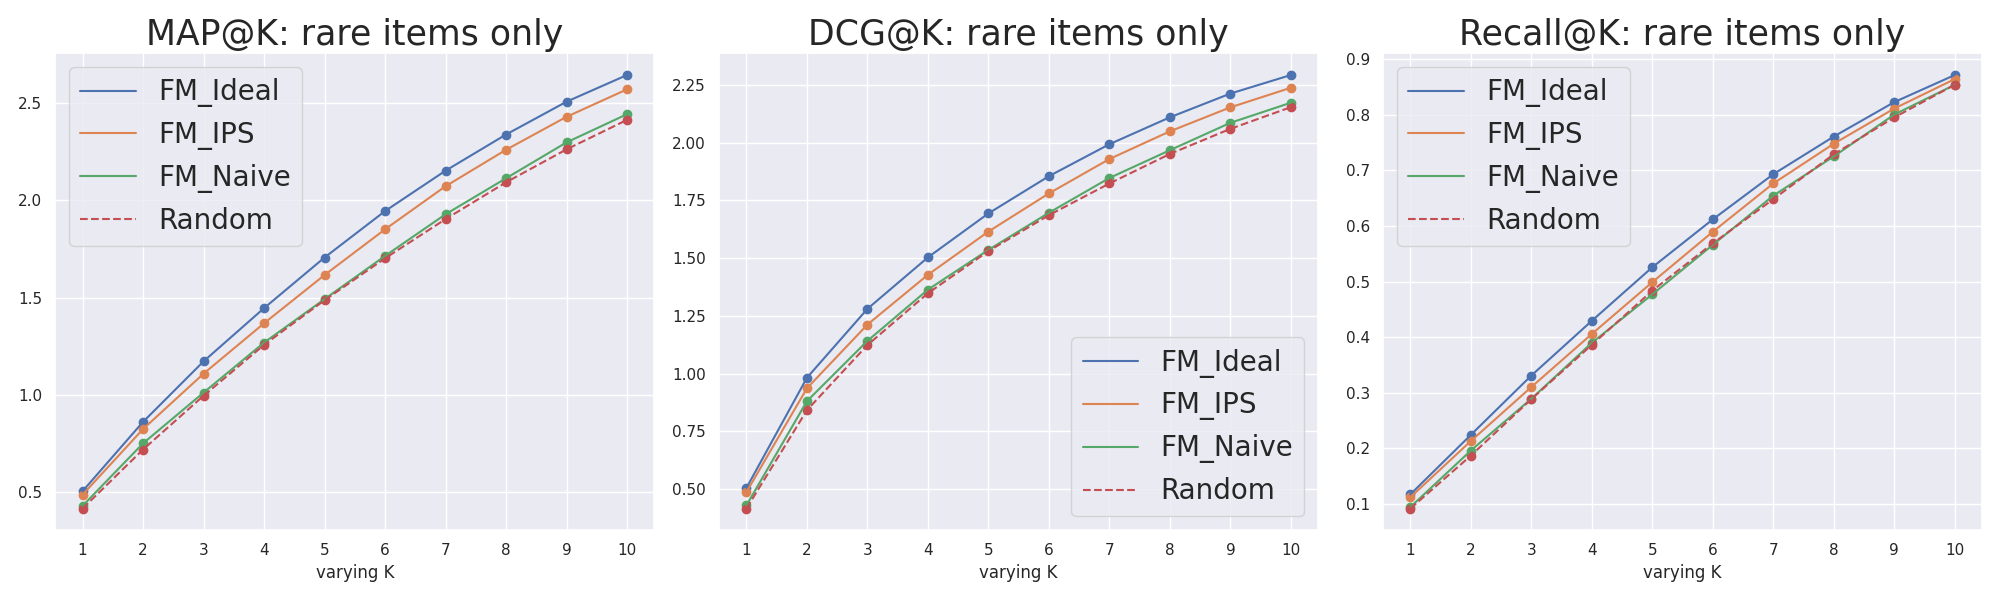 MAP@K: rare items only
FM_Ideal
FM_IPS
FM_Naive
Random
2.5
2.0
1.5
1.0
0.5
1 2 3 4 5 6 7 8 9 10
varying K
DCG@K: rare items only
2.25
2.00
1.75
1.50
1.25
1.00
0.75
0.50
FM_Ideal
FM_IPS
FM_Naive
Random
1 2 3 4 5 6 7 8 9 10
varying K
Recall@K: rare items only
FM_Ideal
FM_IPS
FM_Naive
Random
0.9
0.8
0.7
0.6
0.5
0.4
0.3
0.2
0.1
1 2 3 4 5 6 7 8 9 10
varying K